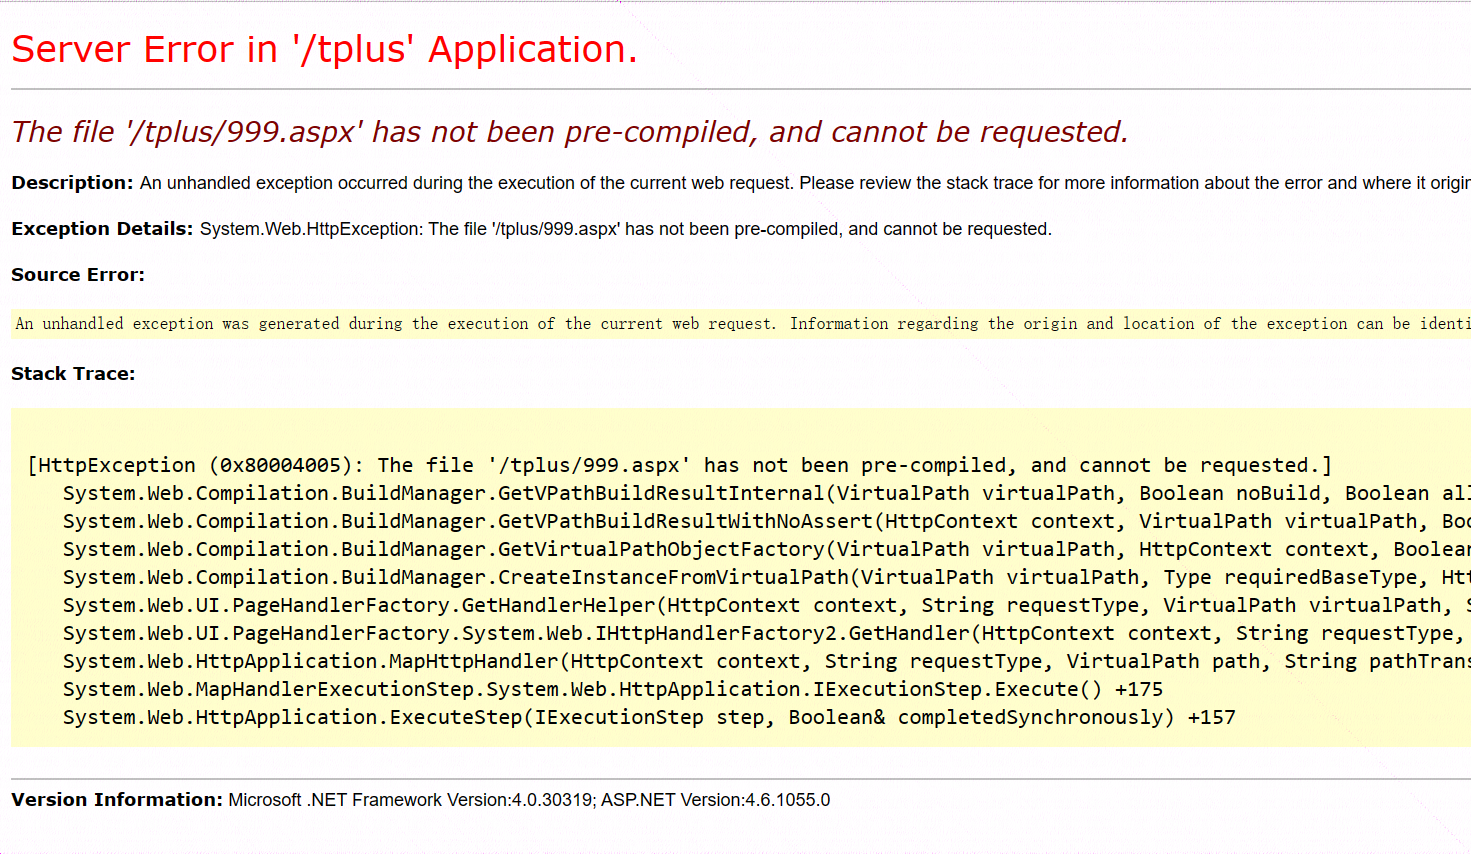 Server Error in '/tplus' Application.
The file '/tplus/999.aspx' has not been pre-compiled, and cannot be requested.
Description: An unhandled exception occurred during the execution of the current web request. Please review the stack trace for more information about the error and where it origin
Exception Details: System.Web.HttpException: The file '/tplus/999.aspx' has not been pre-compiled, and cannot be requested.
Source Error:
An unhandled exception was generated during the execution of the current web request. Information regarding the origin and location of the exception can be identi
Stack Trace:
[HttpException (0x80004005): The file '/tplus/999.aspx' has not been pre-compiled, and cannot be requested.]
System.Web.Compilation.BuildManager.GetVPathBuildResultInternal(VirtualPath virtualPath, Boolean noBuild, Boolean all
System.Web.Compilation.BuildManager.GetVPathBuildResultWithNoAssert(HttpContext context, VirtualPath virtualPath, Boo
System.Web.Compilation.BuildManager.GetVirtualPathObjectFactory(VirtualPath virtualPath, HttpContext context, Boolean
System.Web.Compilation.BuildManager.CreateInstanceFromVirtualPath(VirtualPath virtualPath, Type requiredBaseType, Htt
System.Web.UI.PageHandlerFactory.GetHandlerHelper(HttpContext context, String requestType, VirtualPath virtualPath, S
System.Web.UI.PageHandlerFactory.System.Web.IHttpHandlerFactory2.GetHandler(HttpContext context, String requestType,
System.Web.HttpApplication.MapHttpHandler(HttpContext context, String requestType, VirtualPath path, String pathTrans
System.Web.MapHandlerExecutionStep.System.Web.HttpApplication.IExecutionStep.Execute() +175
System.Web.HttpApplication.ExecuteStep(IExecutionStep step, Boolean& completedSynchronously) +157
Version Information: Microsoft .NET Framework Version:4.0.30319; ASP.NET Version:4.6.1055.0